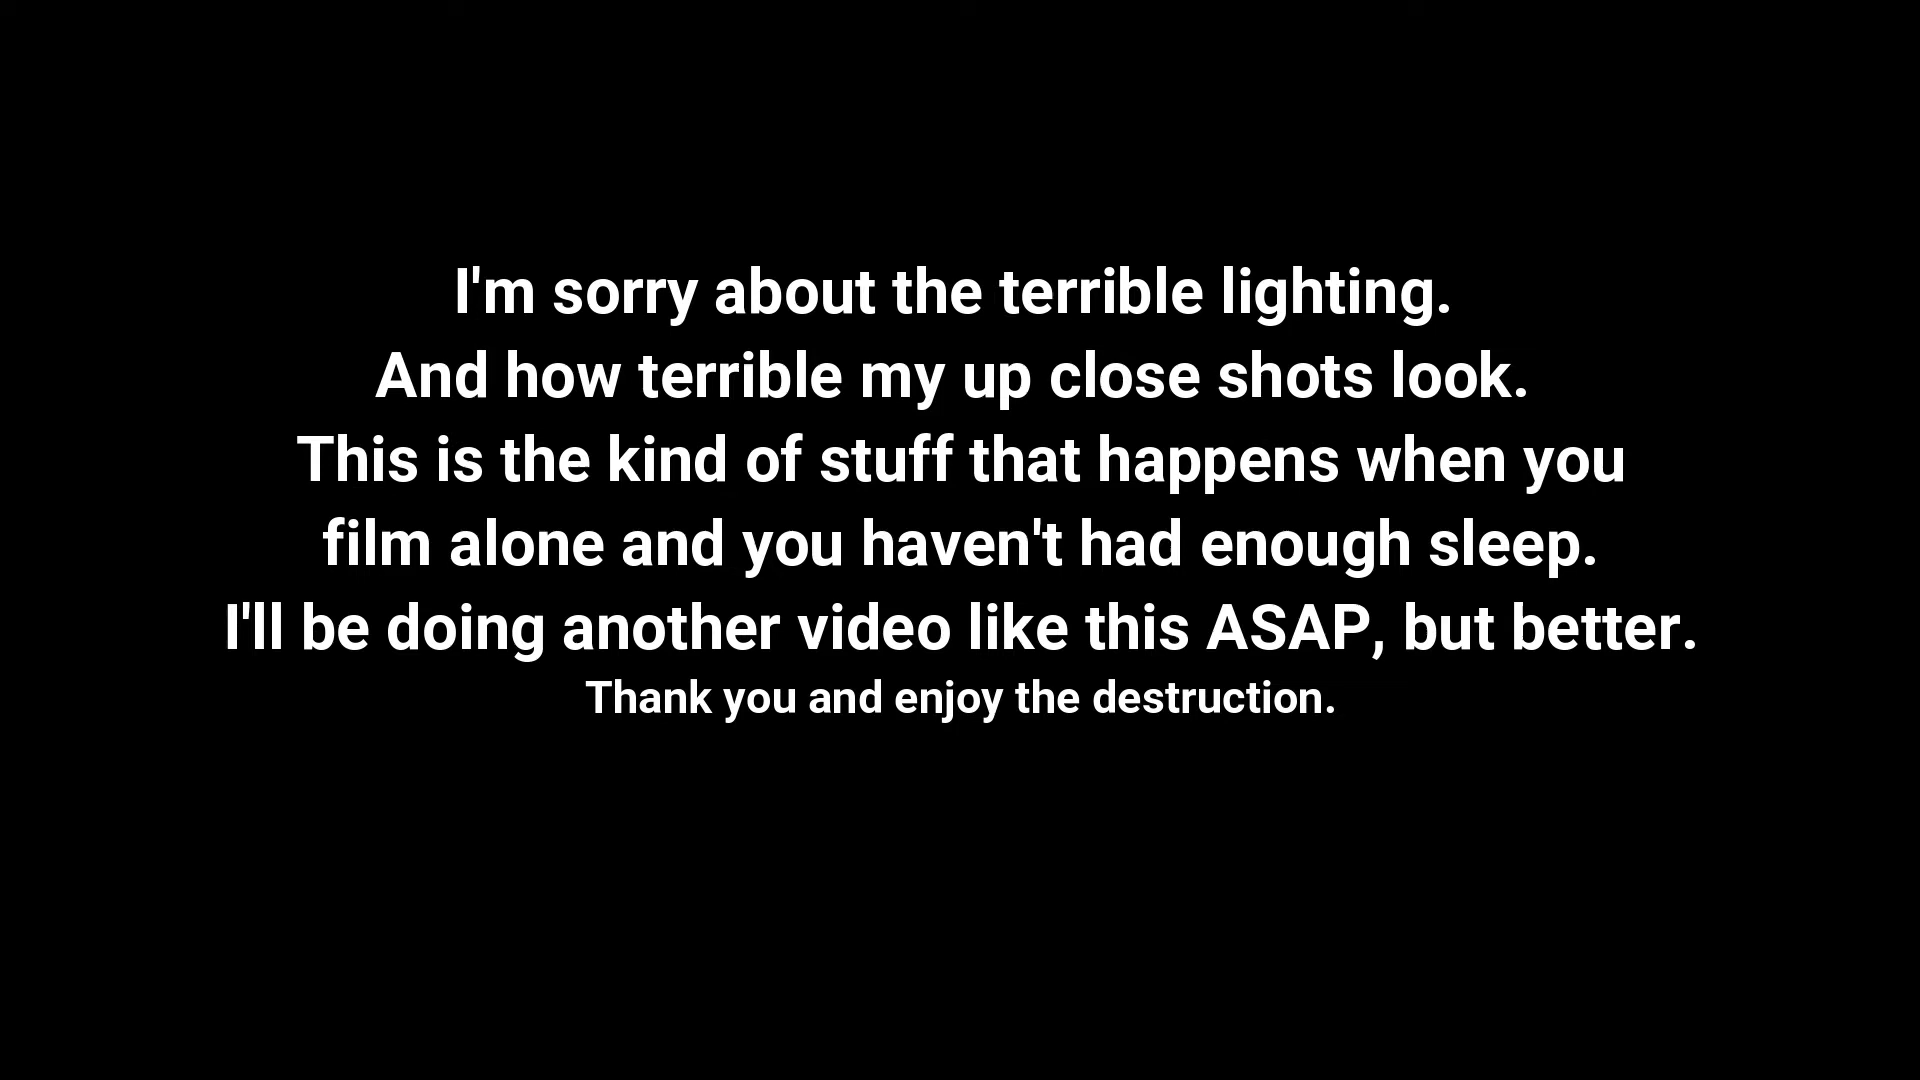 I'm sorry about the terrible lighting.
And how terrible my up close shots look.
This is the kind of stuff that happens when you
film alone and you haven't had enough sleep.
I'll be doing another video like this ASAP, but better.
Thank you and enjoy the destruction.